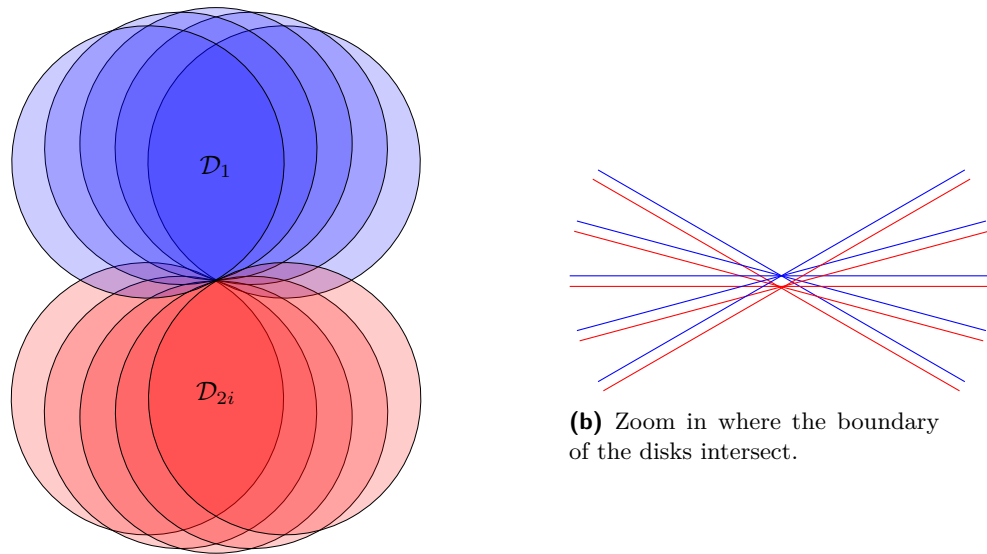 𝒟₁
𝒟₂ᵢ
(b) Zoom in where the boundary
of the disks intersect.